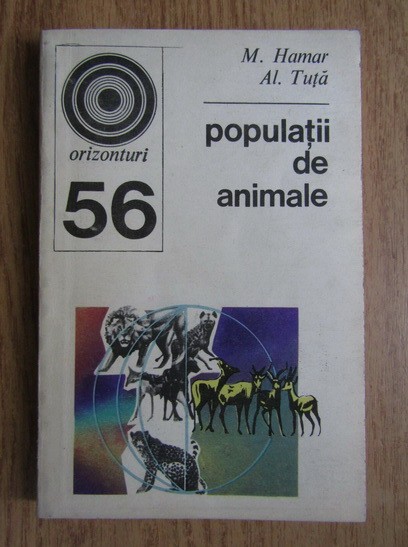 M. Hamar
Al. Tuță
orizonturi
56
populații
de
animale